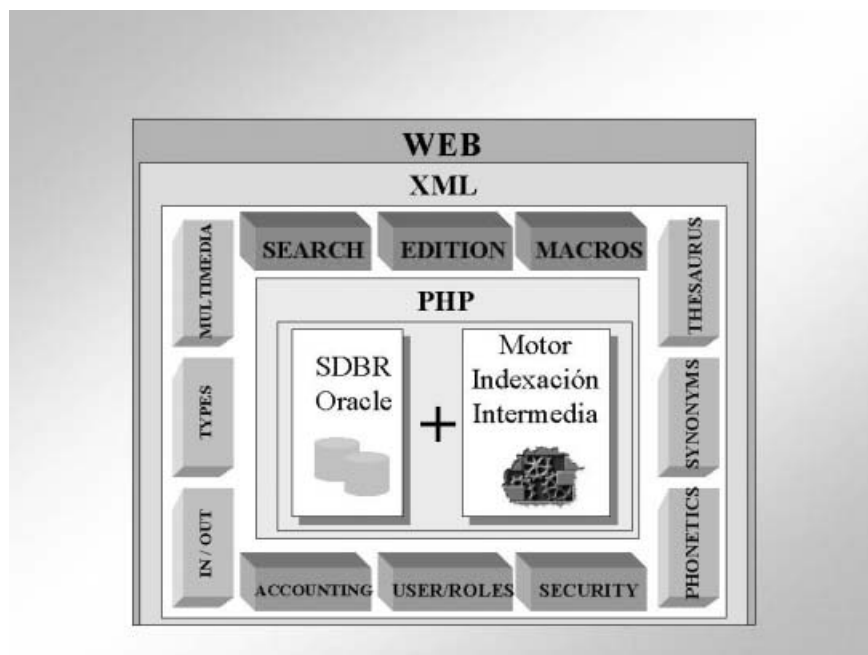 WEB
XML
SEARCH
EDITION
MACROS
MULTIMEDIA
TYPES
IN / OUT
PHP
SDBR
Oracle
+
Motor
Indexación
Intermedia
THESAURUS
SYNONYMS
PHONETICS
ACCOUNTING
USER/ROLES
SECURITY